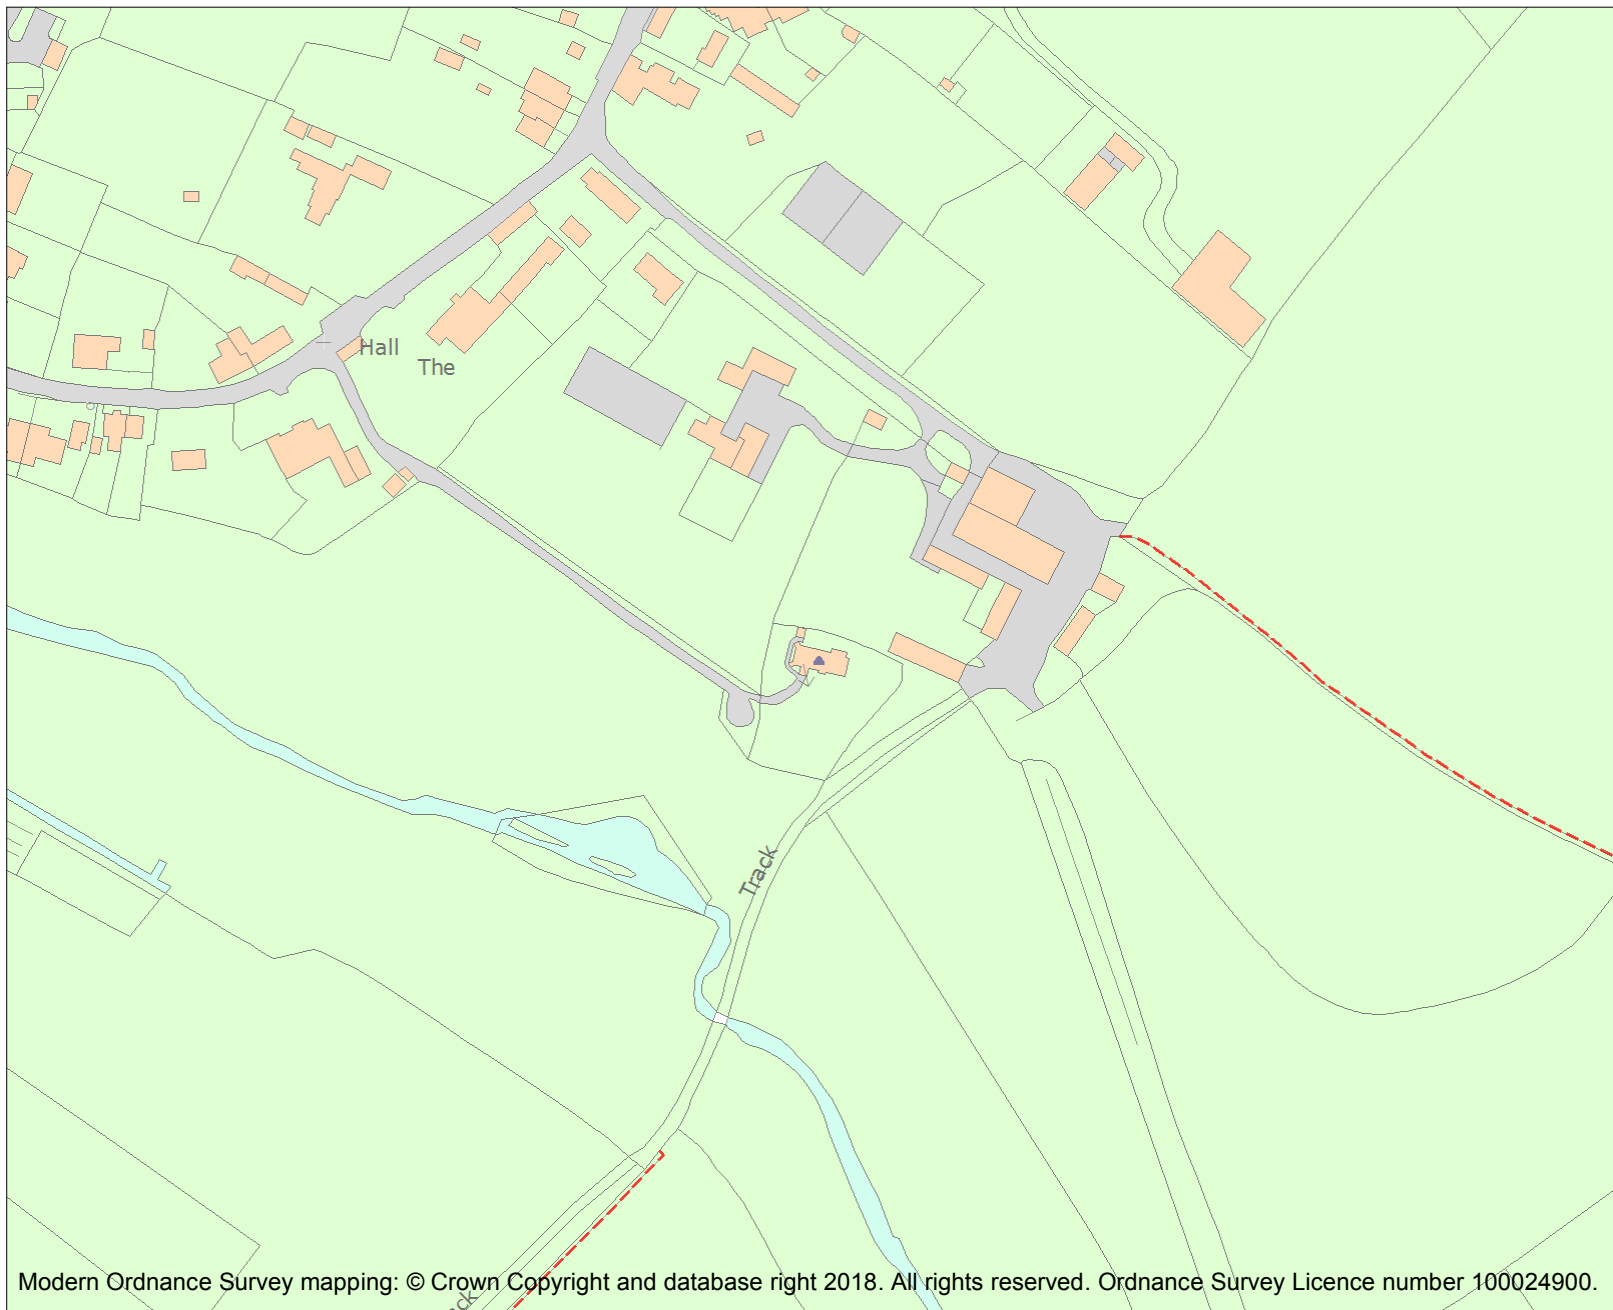 Hall
The
Track
Modern Ordnance Survey mapping: © Crown Copyright and database right 2018. All rights reserved. Ordnance Survey Licence number 100024900.